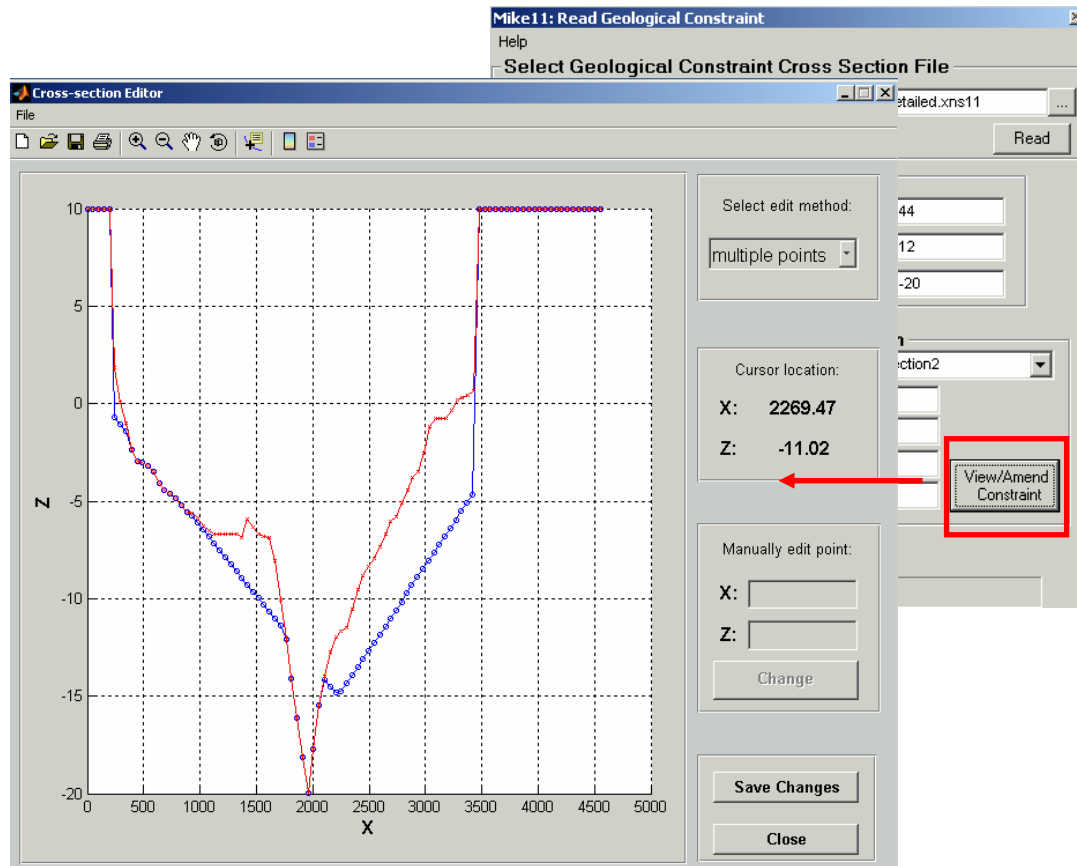 Mike11: Read Geological Constraint
Help
Select Geological Constraint Cross Section File
etailed.xns11
...
Read
44
12
-20
ction2
View/Amend
Constraint
Cross-section Editor
File
10
5
0
-5
-10
-15
-20
Z
0 500 1000 1500 2000 2500 3000 3500 4000 4500 5000
X
Select edit method:
multiple points
Cursor location:
X: 2269.47
Z: -11.02
Manually edit point:
X:
Z:
Change
Save Changes
Close